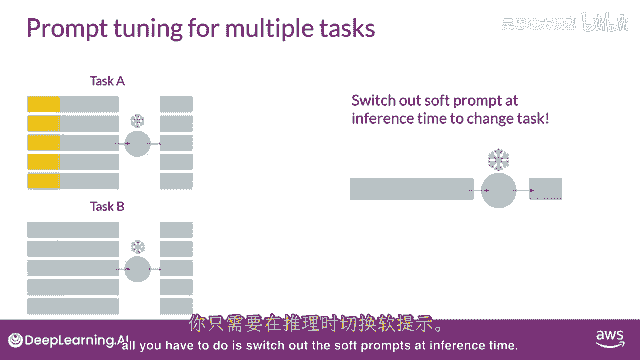 Prompt tuning for multiple tasks
Task A
Switch out soft prompt at
inference time to change task!
Task B
你只需要在推理时切换软提示。
all you have to do is switch out the soft prompts at inference time.
DeepLearning.AI
aws